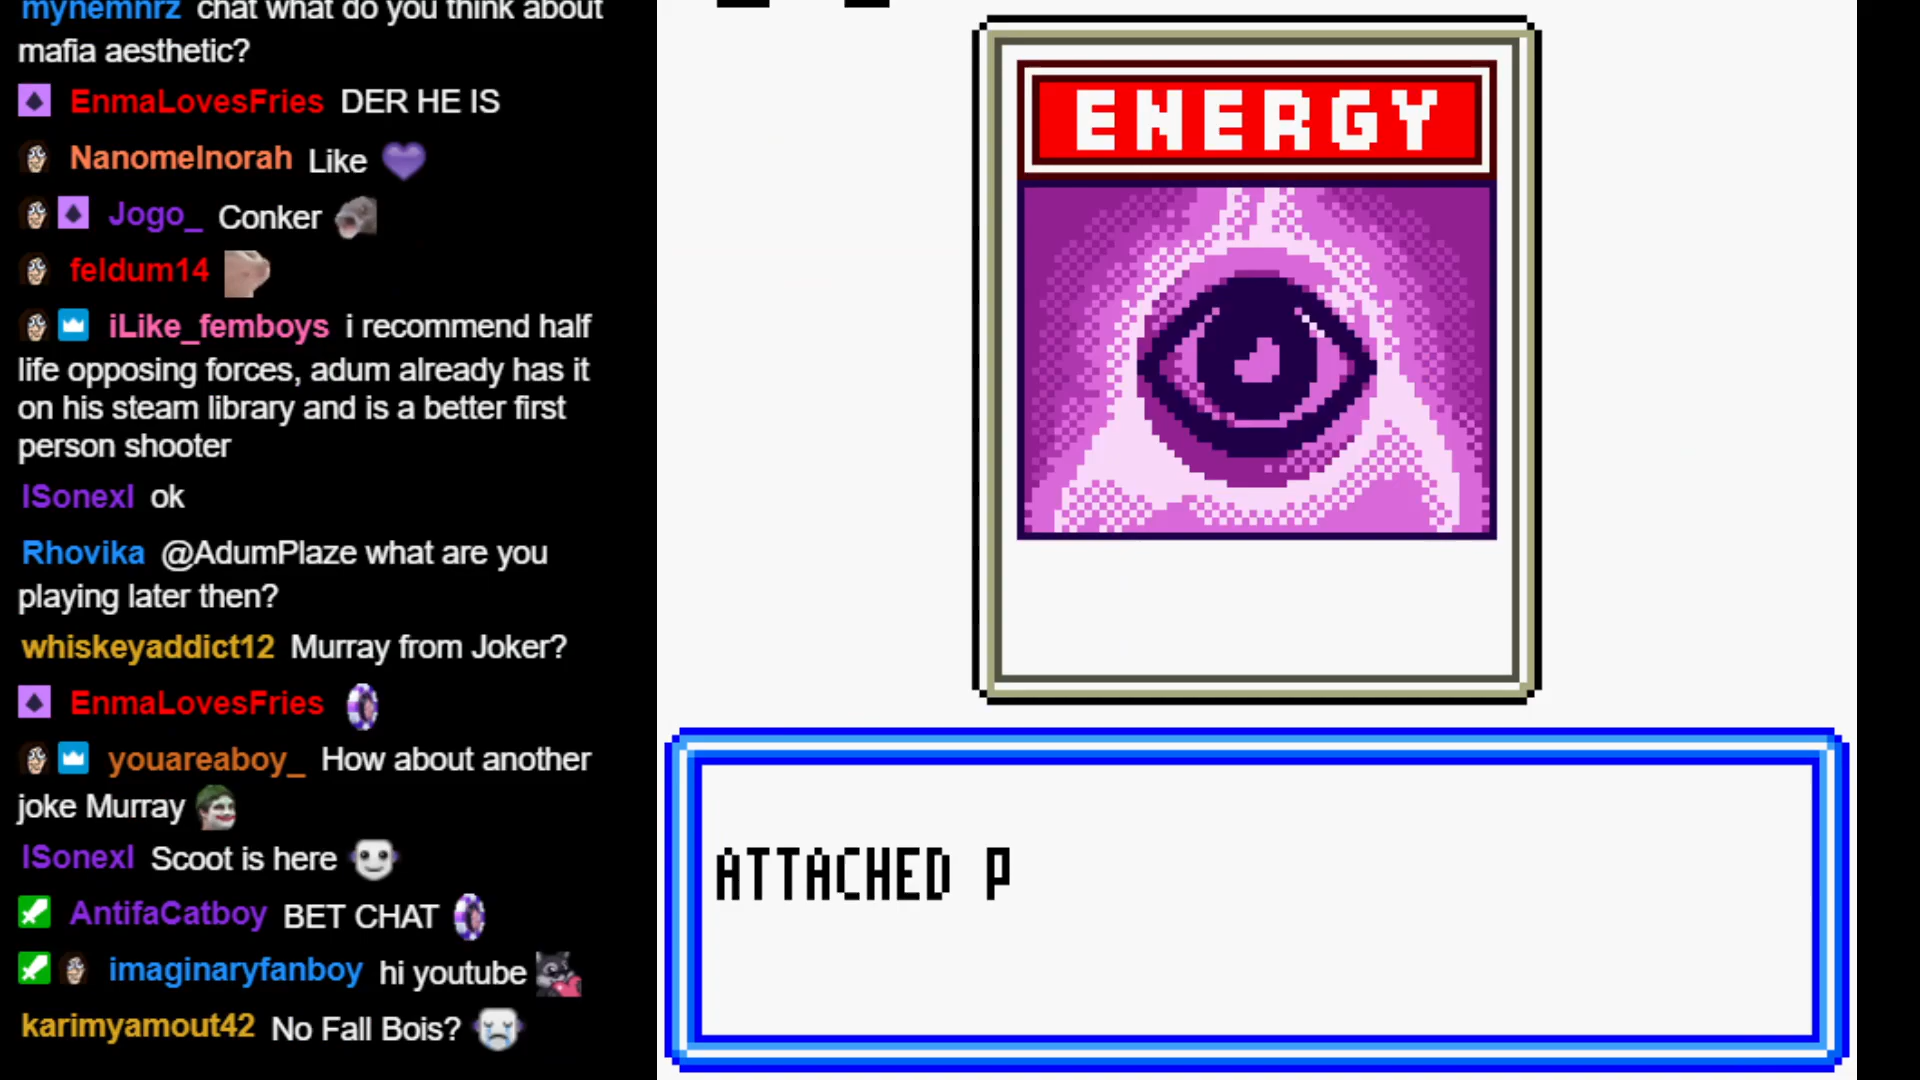 mynemnrz chat what do you think about
mafia aesthetic?
EnmaLovesFries DER HE IS
NanomeInorah Like
Jogo_ Conker
feldum14
iLike_femboys i recommend half
life opposing forces, adum already has it
on his steam library and is a better first
person shooter
ISonexI ok
Rhovika @AdumPlaze what are you
playing later then?
whiskeyaddict12 Murray from Joker?
EnmaLovesFries
youareaboy_ How about another
joke Murray
ISonexI Scoot is here
AntifaCatboy BET CHAT
imaginaryfanboy hi youtube
karimyamout42 No Fall Bois?
ENERGY
ATTACHED P